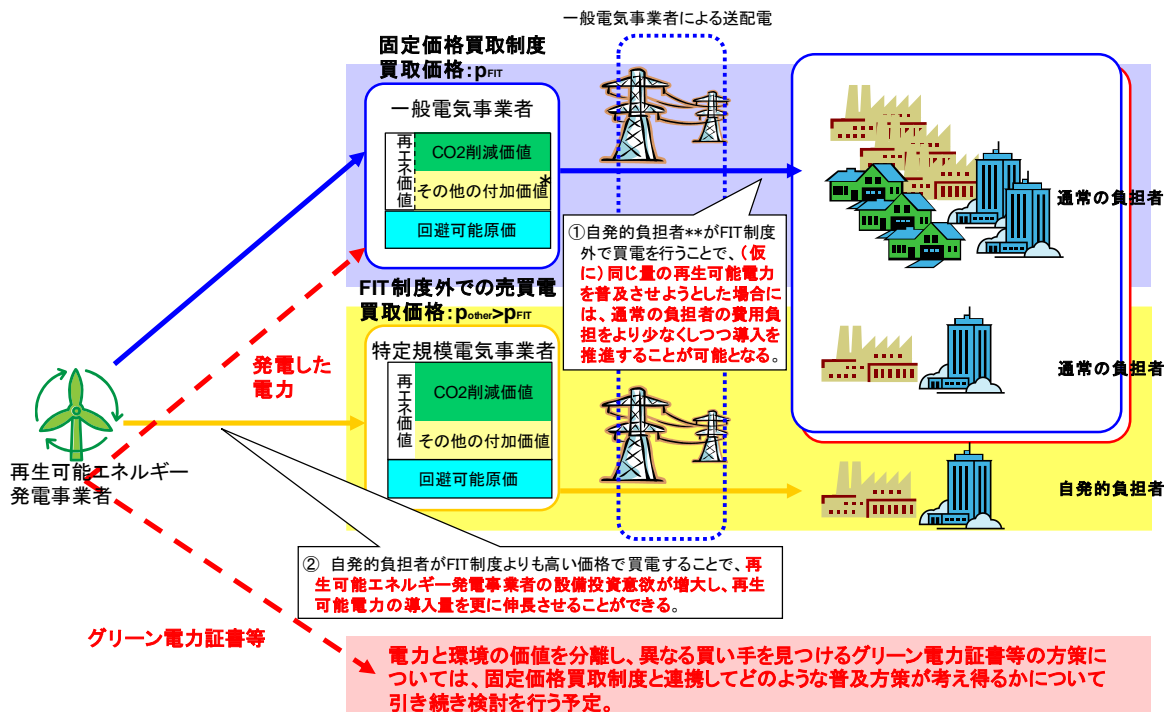 一般電気事業者による送配電
固定価格買取制度
買取価格：pFIT
一般電気事業者
再エネ価値
CO2削減価値
その他の付加価値*
回避可能原価
通常の負担者
①自発的負担者**がFIT制度
外で買電を行うことで、（仮
に）同じ量の再生可能電力
を普及させようとした場合に
は、通常の負担者の費用負
担をより少なくしつつ導入を
推進することが可能となる。
FIT制度外での売買電
買取価格：pother>pFIT
特定規模電気事業者
再エネ価値
CO2削減価値
その他の付加価値
回避可能原価
通常の負担者
自発的負担者
発電した
電力
再生可能エネルギー
発電事業者
② 自発的負担者がFIT制度よりも高い価格で買電することで、再
生可能エネルギー発電事業者の設備投資意欲が増大し、再生
可能電力の導入量を更に伸長させることができる。
グリーン電力証書等
電力と環境の価値を分離し、異なる買い手を見つけるグリーン電力証書等の方策に
ついては、固定価格買取制度と連携してどのような普及方策が考え得るかについて
引き続き検討を行う予定。